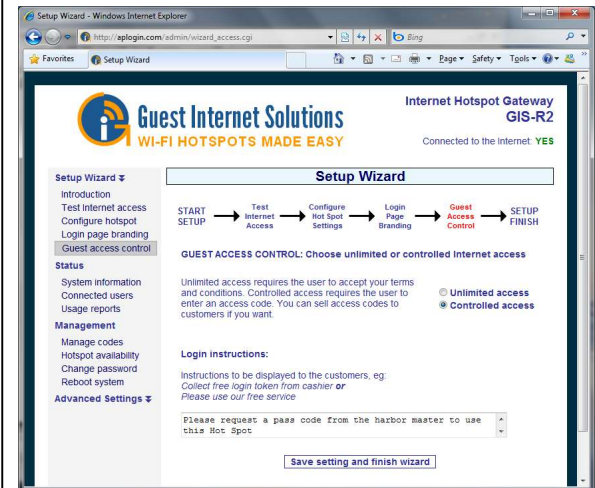 Setup Wizard - Windows Internet Explorer
http://aplogin.com/admin/wizard_access.cgi
Bing
Favorites
Setup Wizard
Page
Safety
Tools
Guest Internet Solutions
WI-FI HOTSPOTS MADE EASY
Internet Hotspot Gateway
GIS-R2
Connected to the Internet: YES
Setup Wizard
Introduction
Test Internet access
Configure hotspot
Login page branding
Guest access control
Status
System information
Connected users
Usage reports
Management
Manage codes
Hotspot availability
Change password
Reboot system
Advanced Settings
Setup Wizard
START
SETUP
Test
Internet
Access
Configure
Hot Spot
Settings
Login
Page
Branding
Guest
Access
Control
SETUP
FINISH
GUEST ACCESS CONTROL: Choose unlimited or controlled Internet access
Unlimited access requires the user to accept your terms
and conditions. Controlled access requires the user to
enter an access code. You can sell access codes to
customers if you want.
Unlimited access
Controlled access
Login instructions:
Instructions to be displayed to the customers, eg:
Collect free login token from cashier or
Please use our free service
Please request a pass code from the harbor master to use
this Hot Spot
Save setting and finish wizard